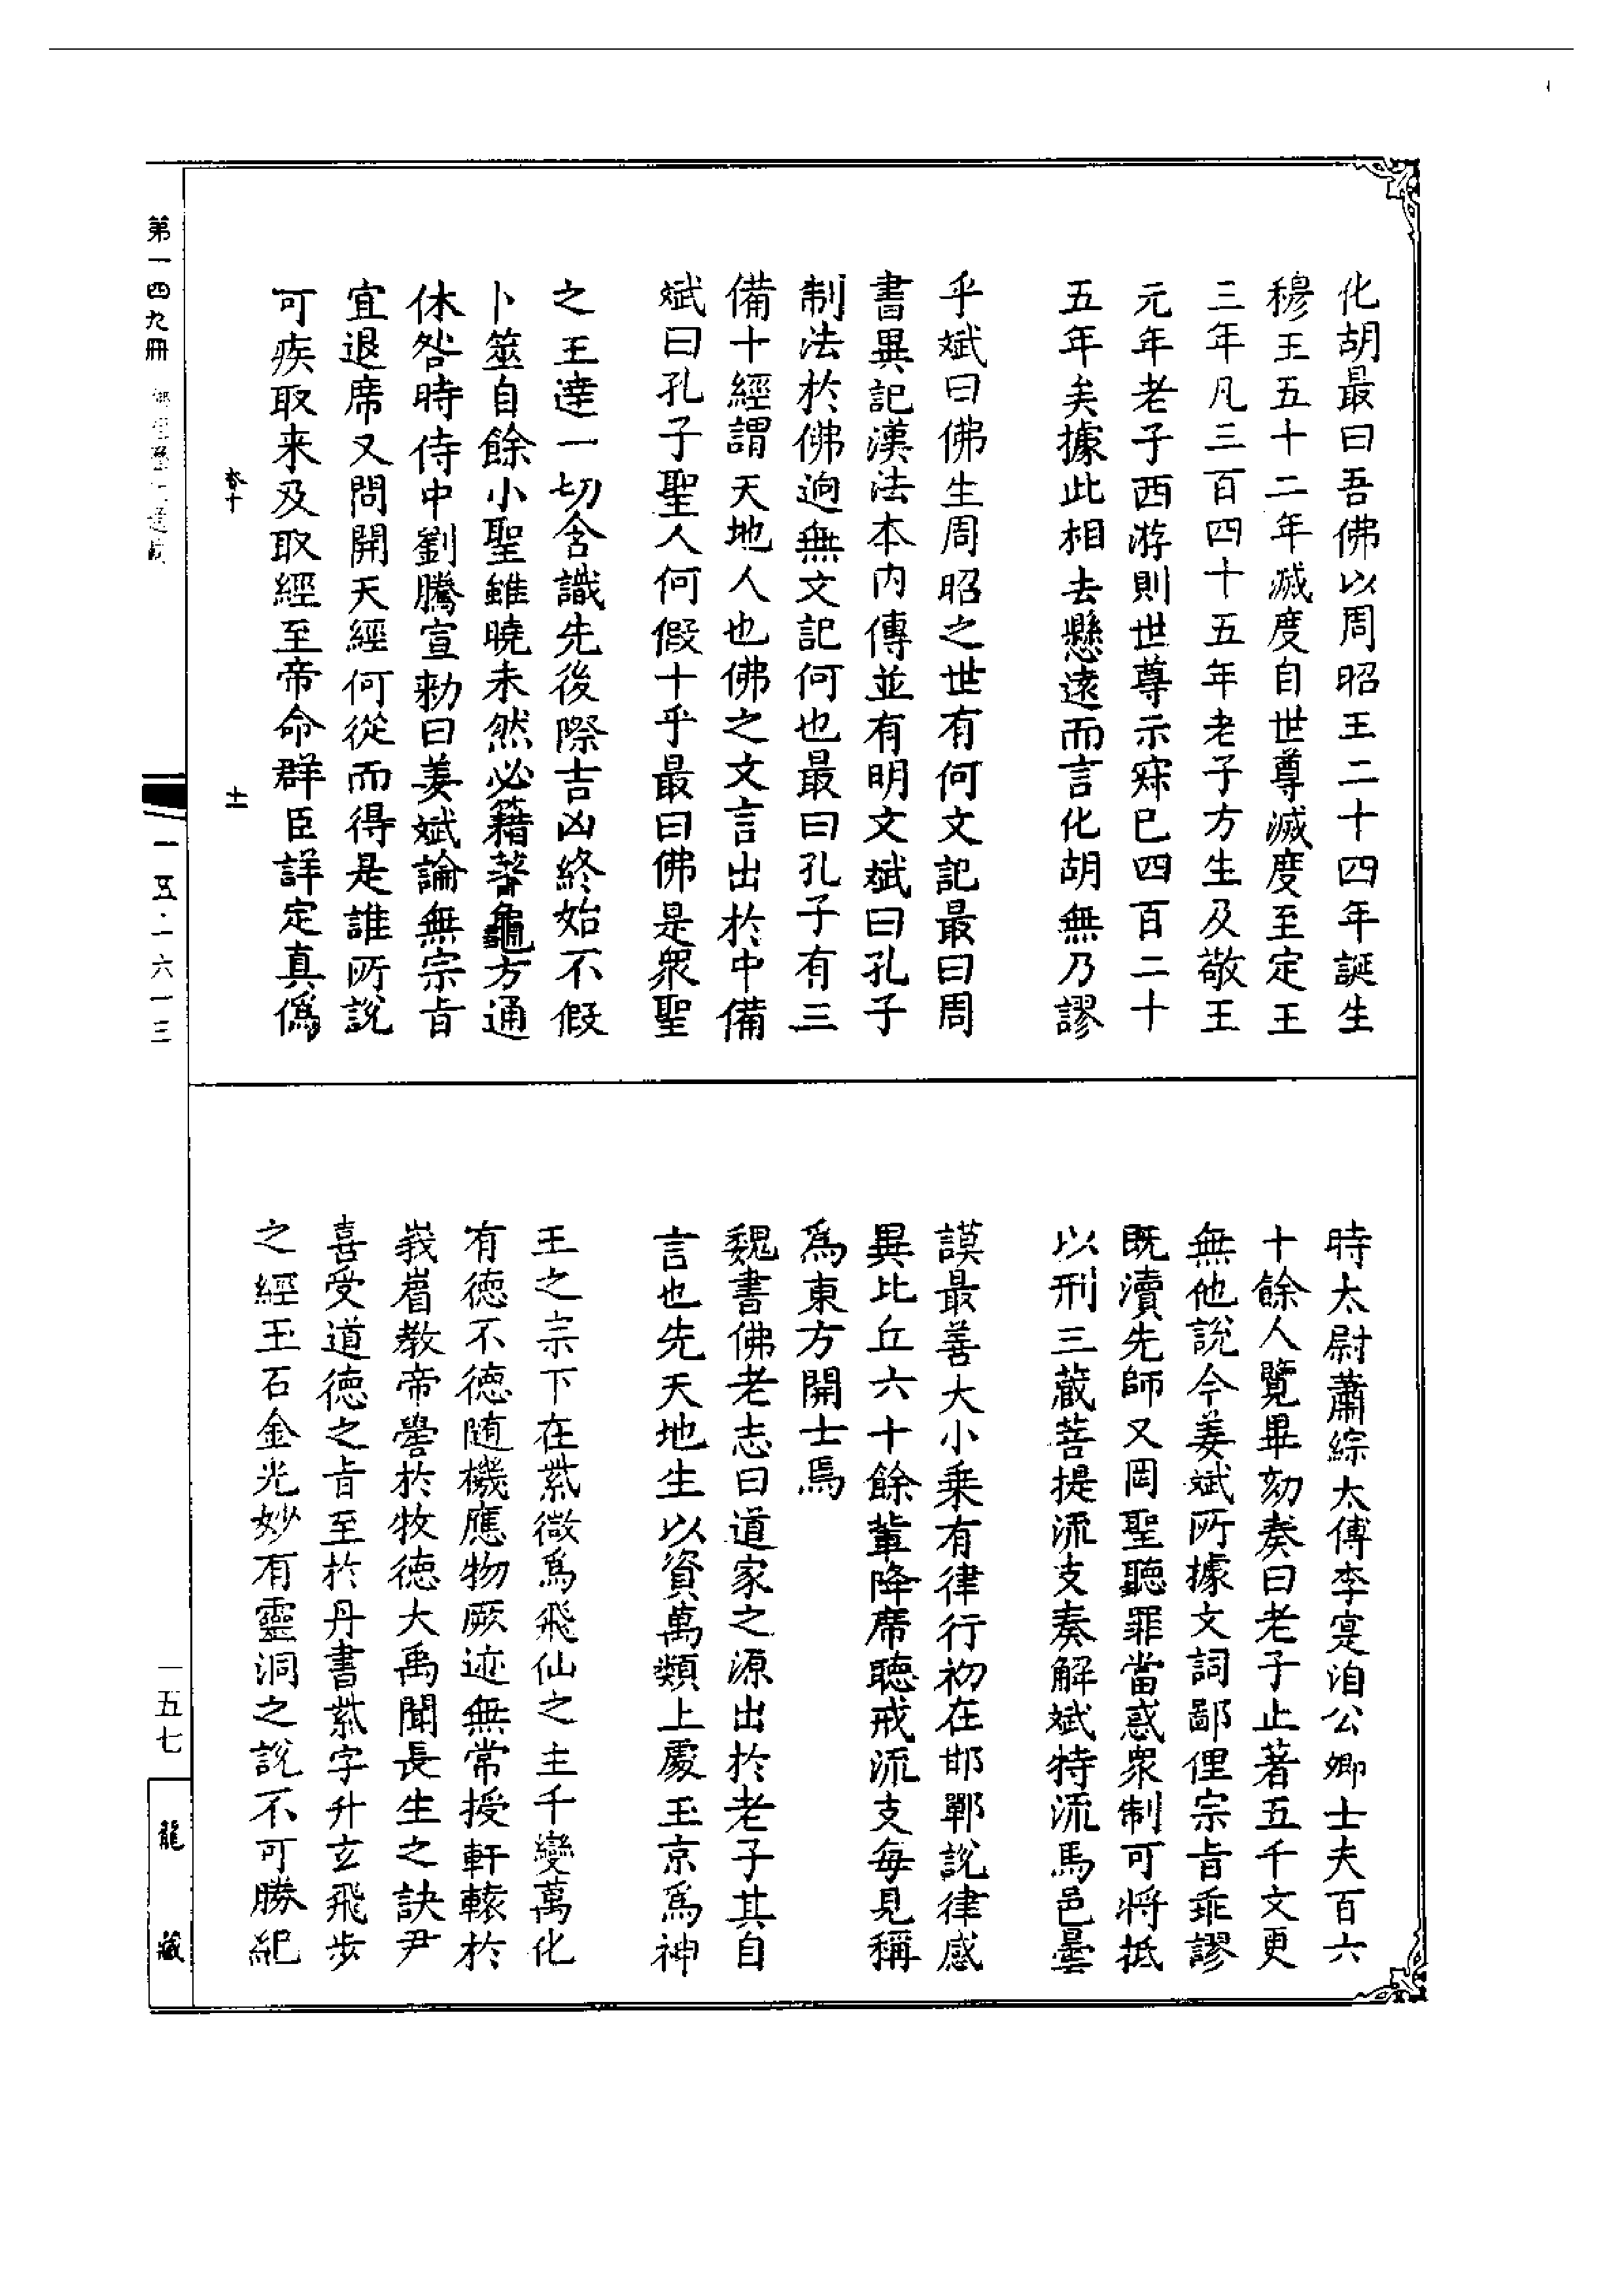 化胡最曰吾佛以周昭王二十四年誕生
穆王五十二年滅度自世尊滅度至定王
三年凡三百四十五年老子方生及敬王
元年老子西游則世尊示寂已四百二十
五年矣據此相去懸遠而言化胡無乃謬
乎斌曰佛生周昭之世有何文記最曰周
書異記漢法本內傳並有明文斌曰孔子
制法於佛逈無文記何也最曰孔子有三
備十經謂天地人也佛之文言出於中備
斌曰孔子聖人何假十乎最曰佛是衆聖
之王達一切含識先後際吉凶終始不假
卜筮自餘小聖雖曉未然必籍蓍龜方通
休咎時侍中劉騰宣勑曰姜斌論無宗旨
宜退席又問開天經何從而得是誰所說
可疾取来及取經至帝命群臣詳定真偽
卷十
十一
時太尉蕭綜太傅李寔洎公卿士夫百六
十餘人覽畢劾奏曰老子止著五千文更
無他說今姜斌所據文詞鄙俚宗旨乖謬
既瀆先師又罔聖聽罪當惑衆制可将抵
以刑三藏菩提流支奏解斌特流馬邑曇
謨最善大小乗有律行初在邯鄲說律感
異比丘六十餘輩降席聴戒流支每見稱
為東方開士焉
魏書佛老志曰道家之源出於老子其自
言也先天地生以資萬類上處玉京為神
王之宗下在紫微為飛仙之主千變萬化
有德不徳随機應物厥迹無常授軒轅於
峩嵋教帝嚳於牧徳大禹聞長生之訣尹
喜受道徳之旨至於丹書紫字升玄飛步
之經玉石金光妙有靈洞之說不可勝紀
第一四九冊
一五·一六一三
一五七
龍藏